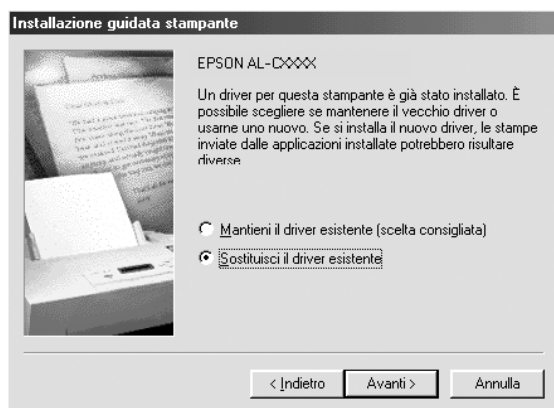 Installazione guidata stampante
EPSON AL-CXXXX
Un driver per questa stampante è già stato installato. È
possibile scegliere se mantenere il vecchio driver o
usarne uno nuovo. Se si installa il nuovo driver, le stampe
inviate dalle applicazioni installate potrebbero risultare
diverse
Mantieni il driver esistente (scelta consigliata)
Sostituisci il driver esistente
< Indietro
Avanti >
Annulla